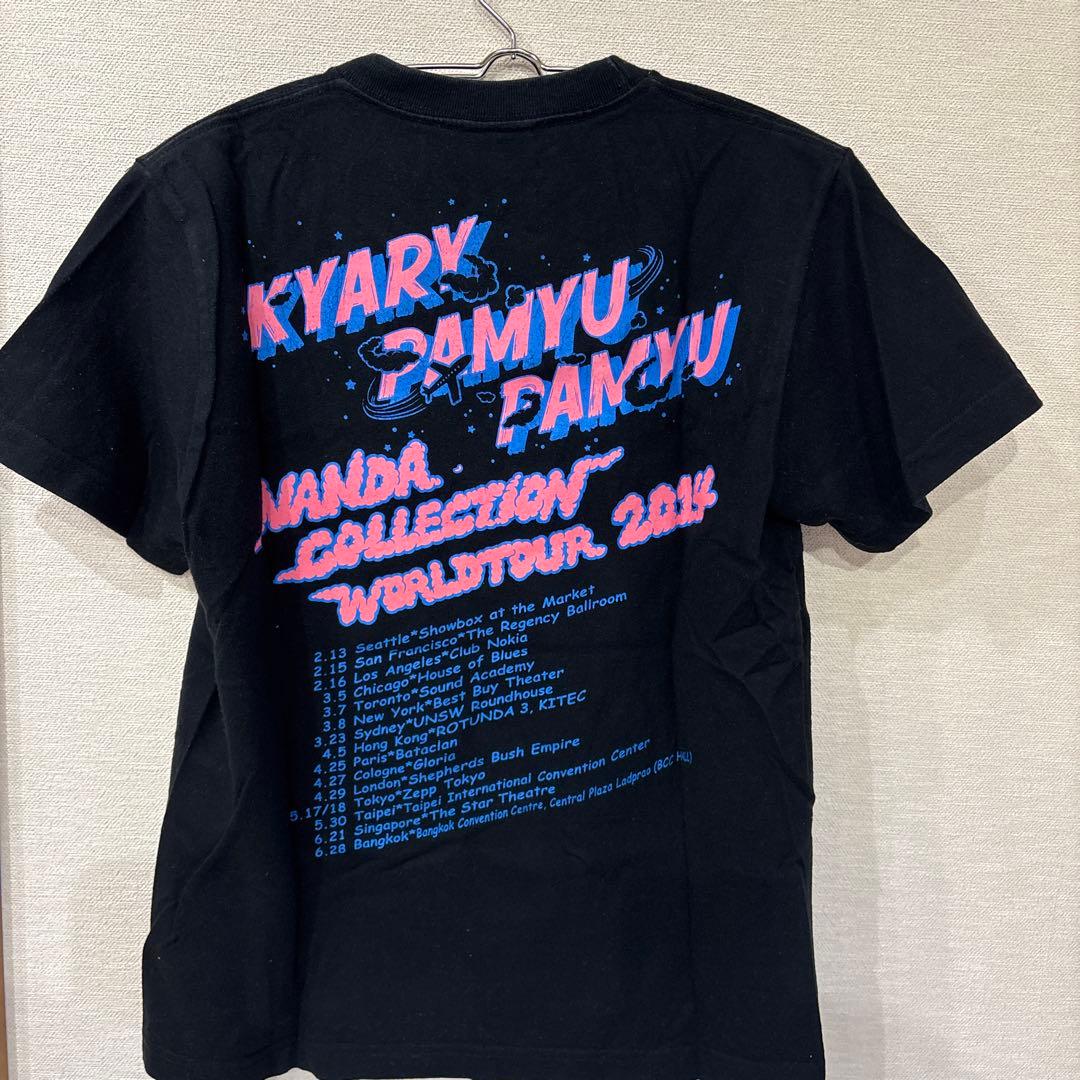 KYARY
PAMYU
PAMYU
NANDA
COLLECTION
WORLDTOUR 2014
2.13 Seattle*Showbox at the Market
2.15 San Francisco*The Regency Ballroom
2.16 Los Angeles*Club Nokia
3.5 Chicago*House of Blues
3.7 Toronto*Sound Academy
3.8 New York*Best Buy Theater
3.23 Sydney*UNSW Roundhouse
4.5 Hong Kong*ROTUNDA 3, KITEC
4.25 Paris*Bataclan
4.27 Cologne*Gloria
4.29 London*Shepherds Bush Empire
5.17/18 Tokyo*Zepp Tokyo
5.30 Taipei*Taipei International Convention Center
6.21 Singapore*The Star Theatre
6.28 Bangkok*Bangkok Convention Centre, Central Plaza Ladprao (BCC HALL)